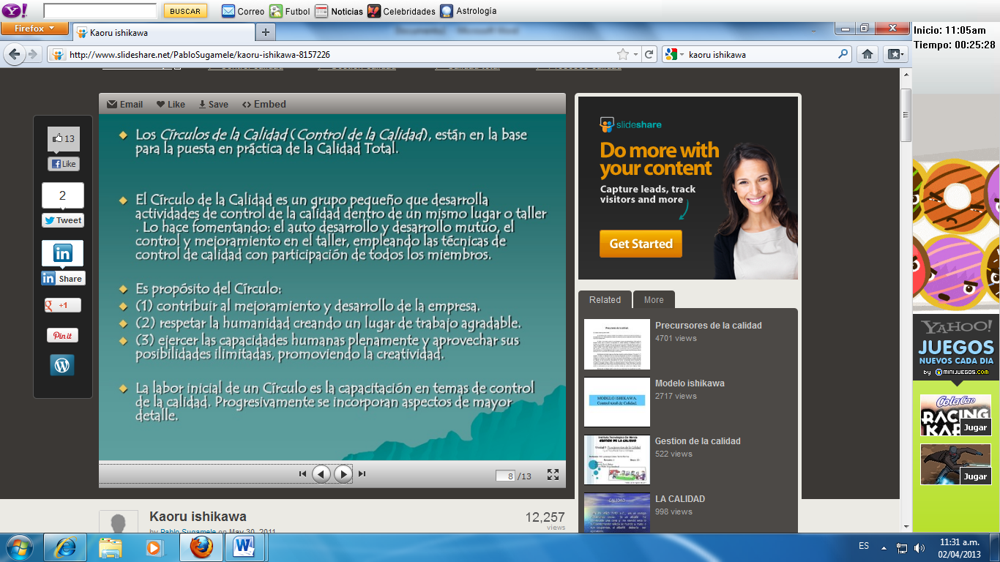 BUSCAR
Correo
Futbol
Noticias
Celebridades
Astrología
Firefox
Kaoru ishikawa
Inicio: 11:05am
Tiempo: 00:25:28
http://www.slideshare.net/PabloSugamele/kaoru-ishikawa-8157226
kaoru ishikawa
Email
Like
Save
Embed
13
Like
2
Tweet
in
in Share
g +1
Pin it
Los Círculos de la Calidad (Control de la Calidad), están en la base
para la puesta en práctica de la Calidad Total.
El Círculo de la Calidad es un grupo pequeño que desarrolla
actividades de control de la calidad dentro de un mismo lugar o taller
. Lo hace fomentando: el auto desarrollo y desarrollo mutuo, el
control y mejoramiento en el taller, empleando las técnicas de
control de calidad con participación de todos los miembros.
Es propósito del Círculo:
(1) contribuir al mejoramiento y desarrollo de la empresa.
(2) respetar la humanidad creando un lugar de trabajo agradable.
(3) ejercer las capacidades humanas plenamente y aprovechar sus
posibilidades ilimitadas, promoviendo la creatividad.
La labor inicial de un Círculo es la capacitación en temas de control
de la calidad. Progresivamente se incorporan aspectos de mayor
detalle.
8 /13
slideshare
Do more with
your content
Capture leads, track
visitors and more
Get Started
Related
More
Precursores de la calidad
4701 views
Modelo ishikawa
2717 views
MODELO ISHIKAWA.
Control total de Calidad.
Gestion de la calidad
522 views
LA CALIDAD
998 views
CALIDAD
YAHOO!
JUEGOS
NUEVOS CADA DIA
by MINIJUEGOS.COM
ColaCao
RACING
Jugar
Jugar
Kaoru ishikawa
by Pablo Sugamele on May 30, 2011
12,257
views
ES
11:31 a.m.
02/04/2013